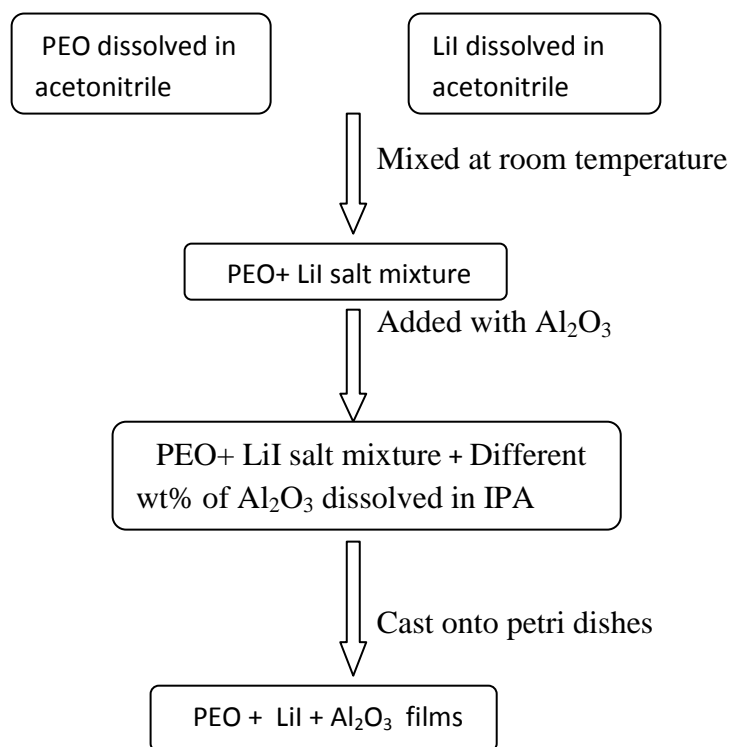 PEO dissolved in
acetonitrile
LiI dissolved in
acetonitrile
Mixed at room temperature
PEO+ LiI salt mixture
Added with Al₂O₃
PEO+ LiI salt mixture + Different
wt% of Al₂O₃ dissolved in IPA
Cast onto petri dishes
PEO + LiI + Al₂O₃ films